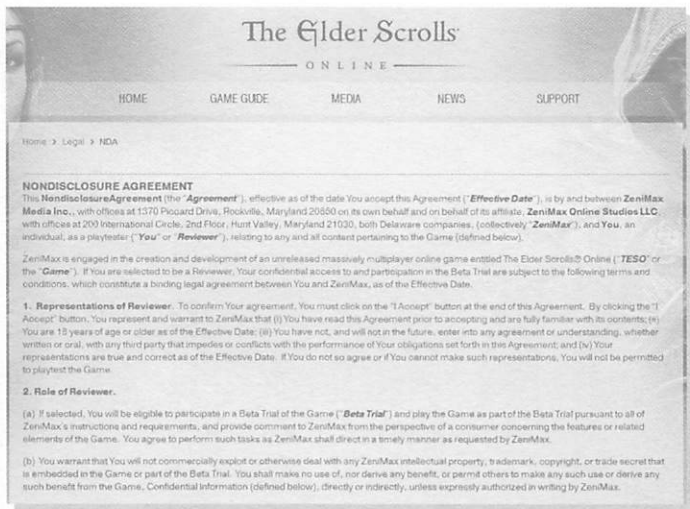 The Elder Scrolls
ONLINE
HOME GAME GUIDE MEDIA NEWS SUPPORT
Home > Legal > NDA
NONDISCLOSURE AGREEMENT
This NondisclosureAgreement (the "Agreement"), effective as of the date You accept this Agreement ("Effective Date"), is by and between ZeniMax
Media Inc., with offices at 1370 Piccard Drive, Rockville, Maryland 20850 on its own behalf and on behalf of its affiliate, ZeniMax Online Studios LLC,
with offices at 200 International Circle, 2nd Floor, Hunt Valley, Maryland 21030, both Delaware companies, (collectively "ZeniMax"), and You, an
individual, as a playtester ("You" or "Reviewer"), relating to any and all content pertaining to the Game (defined below).
ZeniMax is engaged in the creation and development of an unreleased massively multiplayer online game entitled The Elder Scrolls® Online ("TESO" or
the "Game"). If You are selected to be a Reviewer, Your confidential access to and participation in the Beta Trial are subject to the following terms and
conditions, which constitute a binding legal agreement between You and ZeniMax, as of the Effective Date.
1. Representations of Reviewer. To confirm Your agreement, You must click on the "I Accept" button at the end of this Agreement. By clicking the "I
Accept" button, You represent and warrant to ZeniMax that (i) You have read this Agreement prior to accepting and are fully familiar with its contents; (ii)
You are 18 years of age or older as of the Effective Date; (iii) You have not, and will not in the future, enter into any agreement or understanding, whether
written or oral, with any third party that impedes or conflicts with the performance of Your obligations set forth in this Agreement; and (iv) Your
representations are true and correct as of the Effective Date. If You do not so agree or if You cannot make such representations, You will not be permitted
to playtest the Game.
2. Role of Reviewer.
(a) If selected, You will be eligible to participate in a Beta Trial of the Game ("Beta Trial") and play the Game as part of the Beta Trial pursuant to all of
ZeniMax's instructions and requirements, and provide comment to ZeniMax from the perspective of a consumer concerning the features or related
elements of the Game. You agree to perform such tasks as ZeniMax shall direct in a timely manner as requested by ZeniMax.
(b) You warrant that You will not commercially exploit or otherwise deal with any ZeniMax intellectual property, trademark, copyright, or trade secret that
is embedded in the Game or part of the Beta Trial. You shall make no use of, nor derive any benefit, or permit others to make any such use or derive any
such benefit from the Game, Confidential Information (defined below), directly or indirectly, unless expressly authorized in writing by ZeniMax.